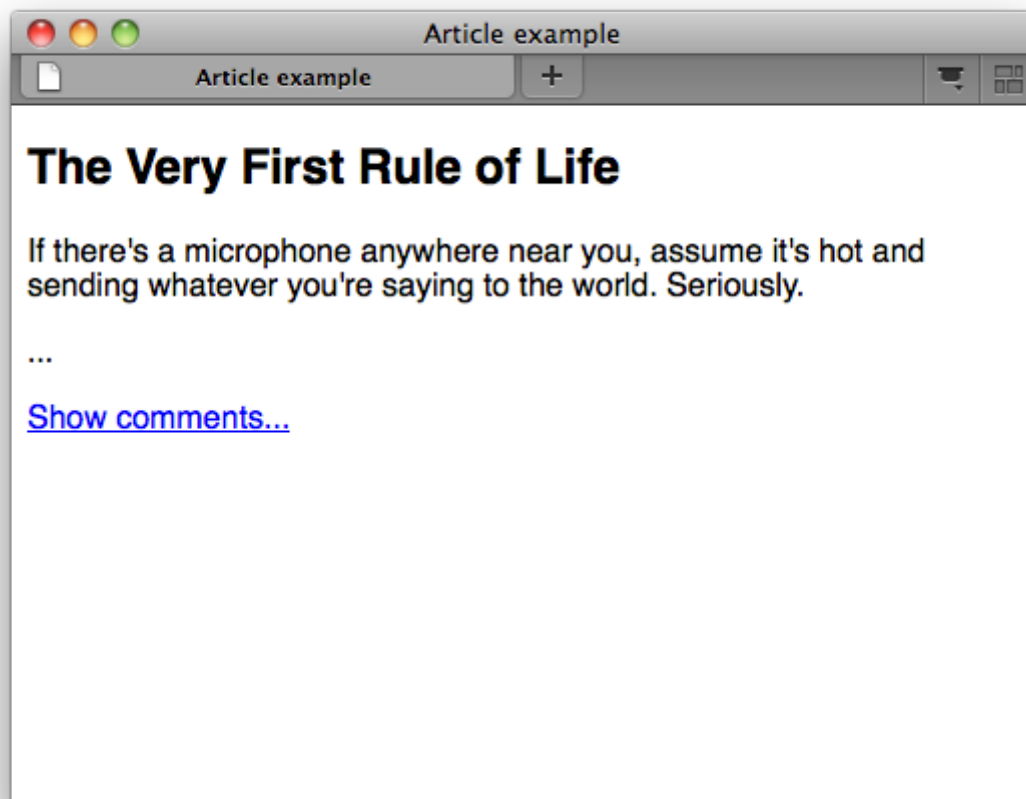 Article example
Article example
+
The Very First Rule of Life
If there's a microphone anywhere near you, assume it's hot and
sending whatever you're saying to the world. Seriously.
...
Show comments...